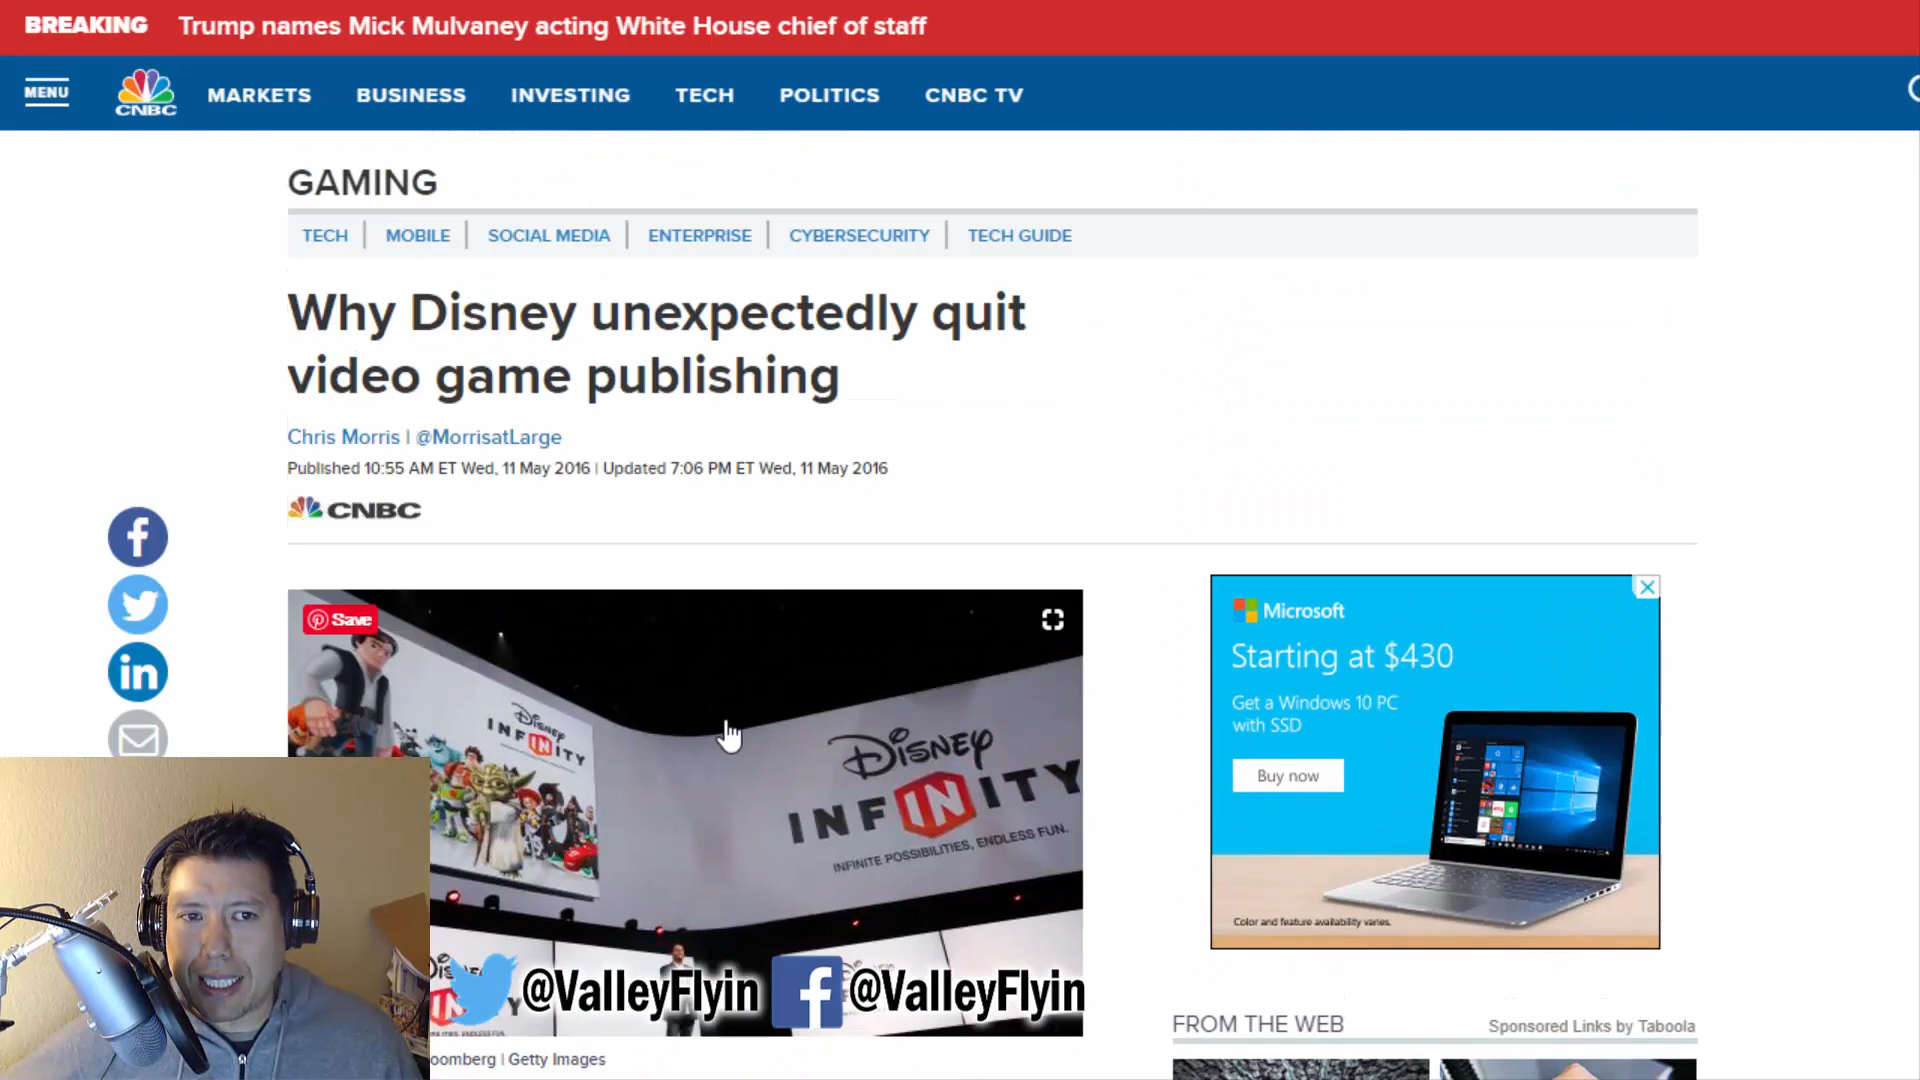 BREAKING Trump names Mick Mulvaney acting White House chief of staff
MENU CNBC MARKETS BUSINESS INVESTING TECH POLITICS CNBC TV
GAMING
TECH MOBILE SOCIAL MEDIA ENTERPRISE CYBERSECURITY TECH GUIDE
Why Disney unexpectedly quit
video game publishing
Chris Morris | @MorrisatLarge
Published 10:55 AM ET Wed, 11 May 2016 | Updated 7:06 PM ET Wed, 11 May 2016
CNBC
Save
Disney
INFINITY
Disney
INFINITY
INFINITE POSSIBILITIES, ENDLESS FUN.
@ValleyFlyin @ValleyFlyin
oomberg | Getty Images
Microsoft
Starting at $430
Get a Windows 10 PC
with SSD
Buy now
Color and feature availability varies.
FROM THE WEB Sponsored Links by Taboola